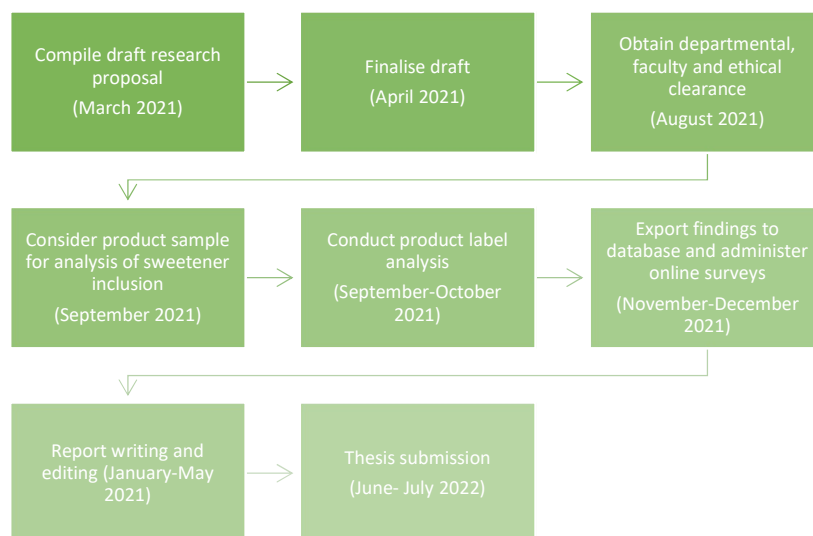 Compile draft research
proposal
(March 2021)
Finalise draft
(April 2021)
Obtain departmental,
faculty and ethical
clearance
(August 2021)
Consider product sample
for analysis of sweetener
inclusion
(September 2021)
Conduct product label
analysis
(September-October
2021)
Export findings to
database and administer
online surveys
(November-December
2021)
Report writing and
editing (January-May
2021)
Thesis submission
(June- July 2022)